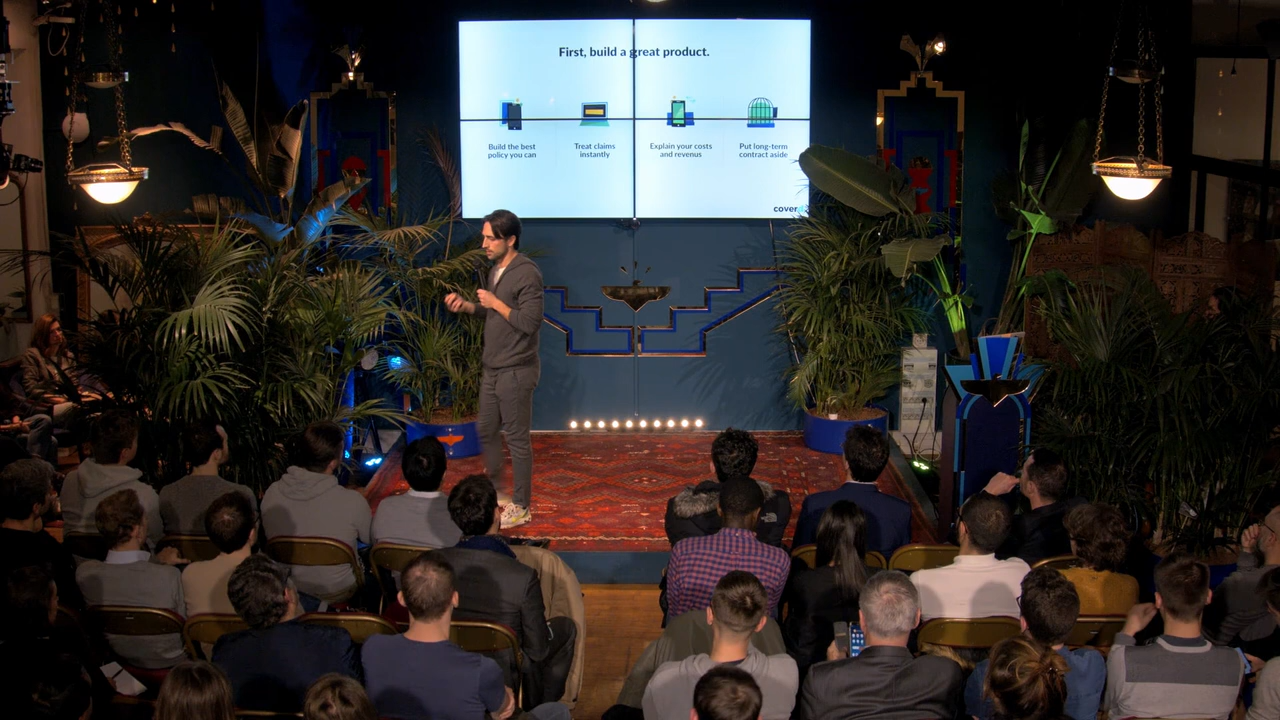 First, build a great product.
Build the best
policy you can
Treat claims
instantly
Explain your costs
and revenus
Put long-term
contract aside
cover